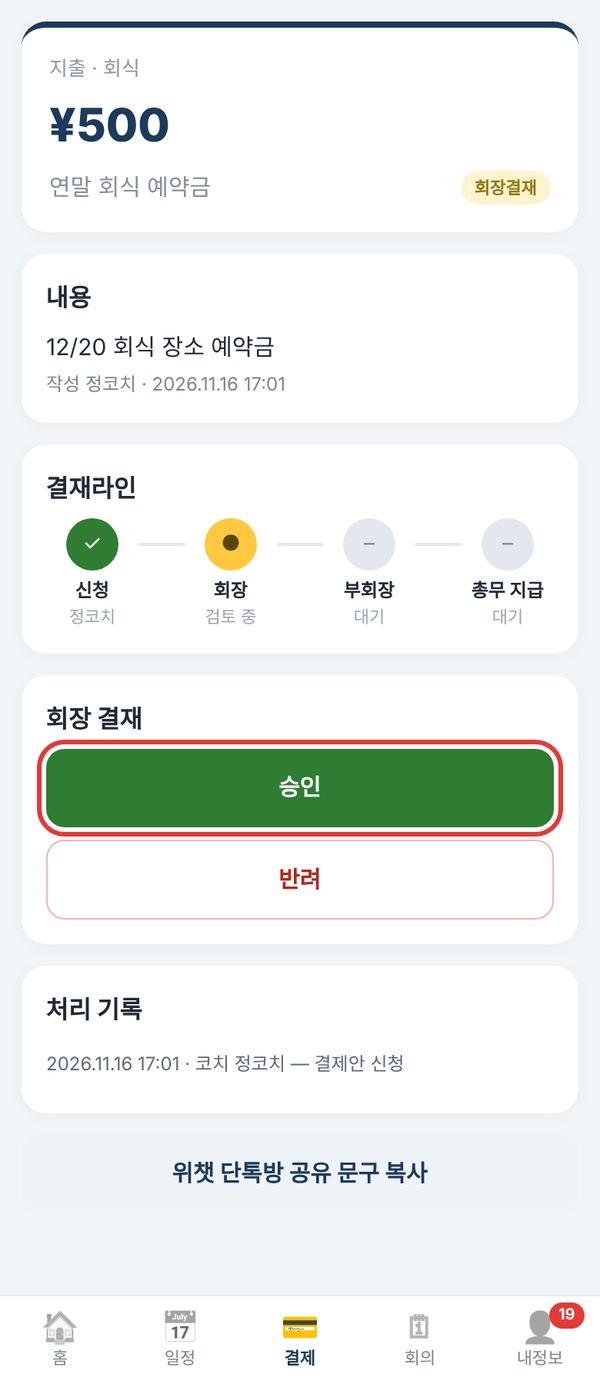 지출 · 회식
¥500
연말 회식 예약금
회장결재
내용
12/20 회식 장소 예약금
작성 정코치 · 2026.11.16 17:01
결재라인
신청
정코치
회장
검토 중
부회장
대기
총무 지급
대기
회장 결재
승인
반려
처리 기록
2026.11.16 17:01 · 코치 정코치 — 결제안 신청
위챗 단톡방 공유 문구 복사
홈
July
17
일정
결제
1
회의
19
내정보